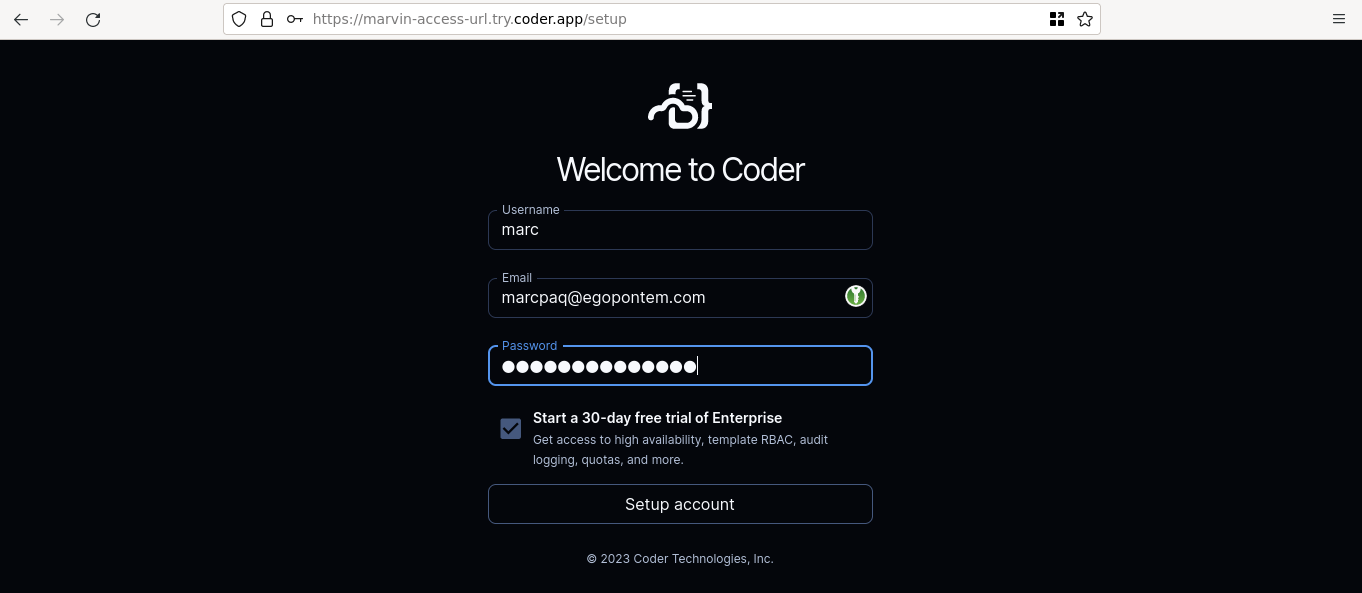 https://marvin-access-url.try.coder.app/setup
Welcome to Coder
Username
marc
Email
marcpaq@egopontem.com
Password
●●●●●●●●●●●●●●
Start a 30-day free trial of Enterprise
Get access to high availability, template RBAC, audit
logging, quotas, and more.
Setup account
© 2023 Coder Technologies, Inc.